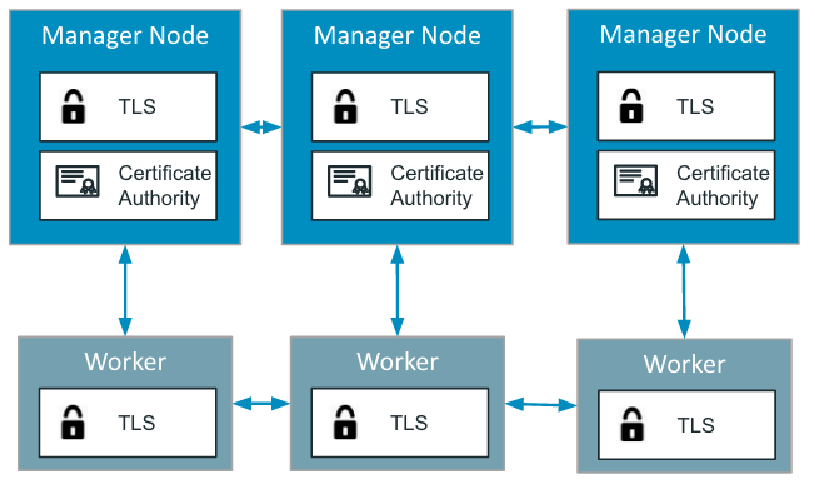 Manager Node
Manager Node
Manager Node
TLS
TLS
TLS
Certificate
Authority
Certificate
Authority
Certificate
Authority
Worker
Worker
Worker
TLS
TLS
TLS